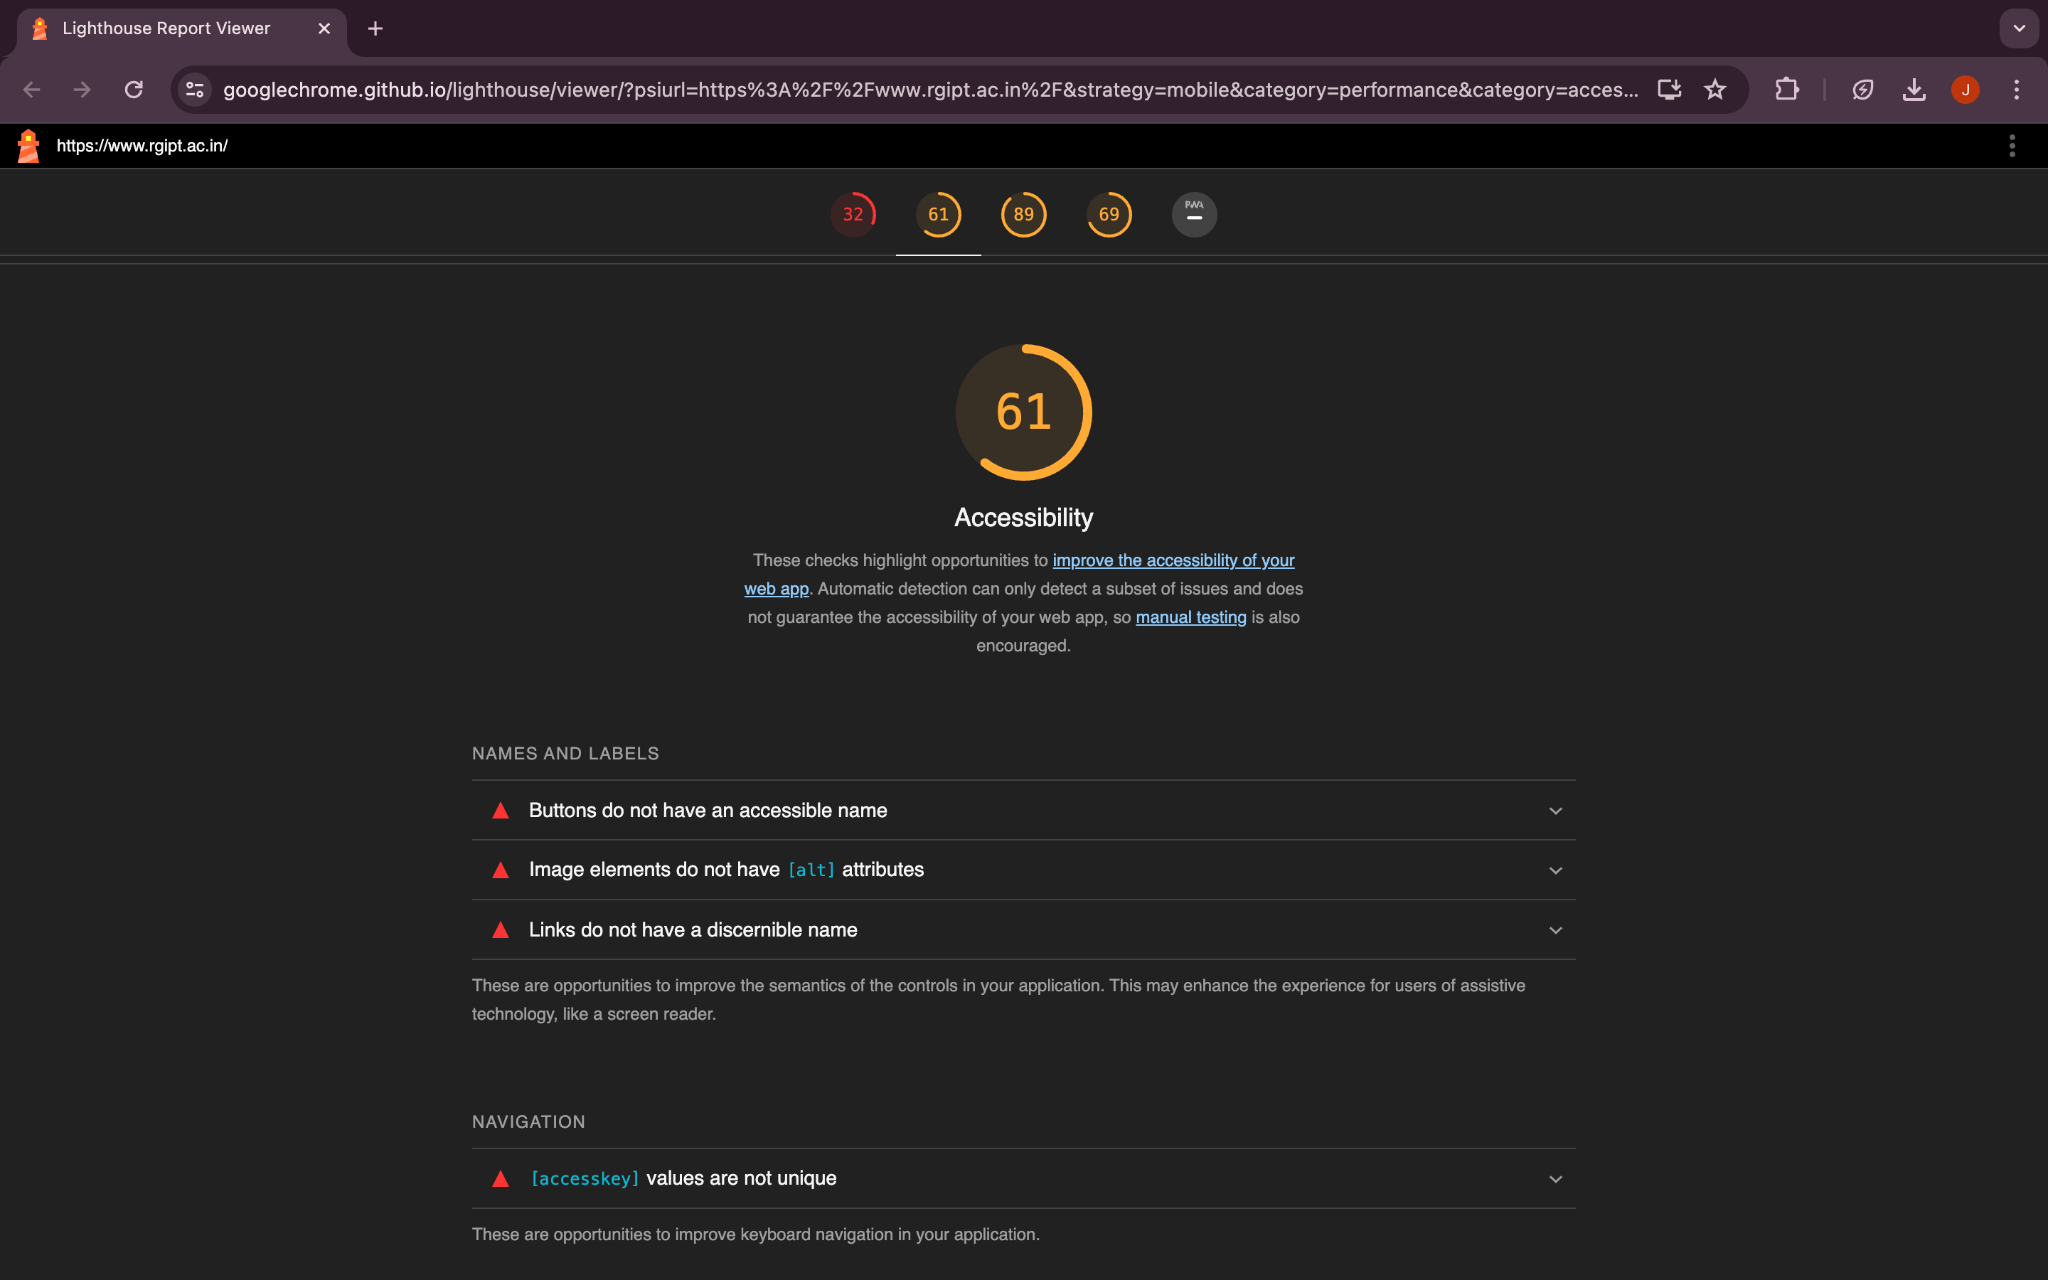 Lighthouse Report Viewer
googlechrome.github.io/lighthouse/viewer/?psiurl=https%3A%2F%2Fwww.rgipt.ac.in%2F&strategy=mobile&category=performance&category=acces...
J
https://www.rgipt.ac.in/
32
61
89
69
PWA
61
Accessibility
These checks highlight opportunities to improve the accessibility of your
web app. Automatic detection can only detect a subset of issues and does
not guarantee the accessibility of your web app, so manual testing is also
encouraged.
NAMES AND LABELS
Buttons do not have an accessible name
Image elements do not have [alt] attributes
Links do not have a discernible name
These are opportunities to improve the semantics of the controls in your application. This may enhance the experience for users of assistive
technology, like a screen reader.
NAVIGATION
[accesskey] values are not unique
These are opportunities to improve keyboard navigation in your application.